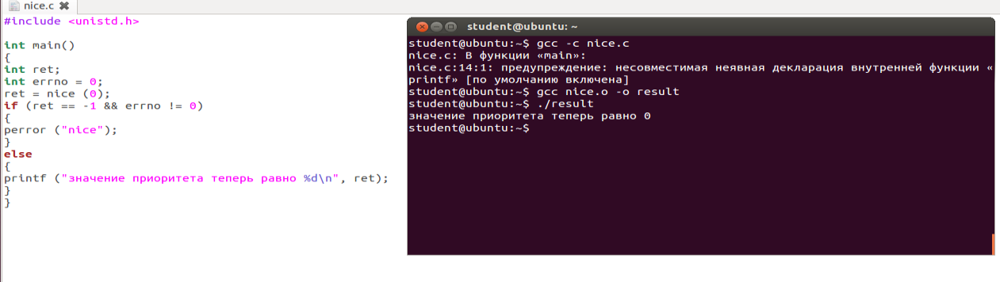 nice.c
#include <unistd.h>
int main()
{
int ret;
int errno = 0;
ret = nice (0);
if (ret == -1 && errno != 0)
{
perror ("nice");
}
else
{
printf ("значение приоритета теперь равно %d\n", ret);
}
}
student@ubuntu: ~
student@ubuntu:~$ gcc -c nice.c
nice.c: В функции «main»:
nice.c:14:1: предупреждение: несовместимая неявная декларация внутренней функции «
printf» [по умолчанию включена]
student@ubuntu:~$ gcc nice.o -o result
student@ubuntu:~$ ./result
значение приоритета теперь равно 0
student@ubuntu:~$